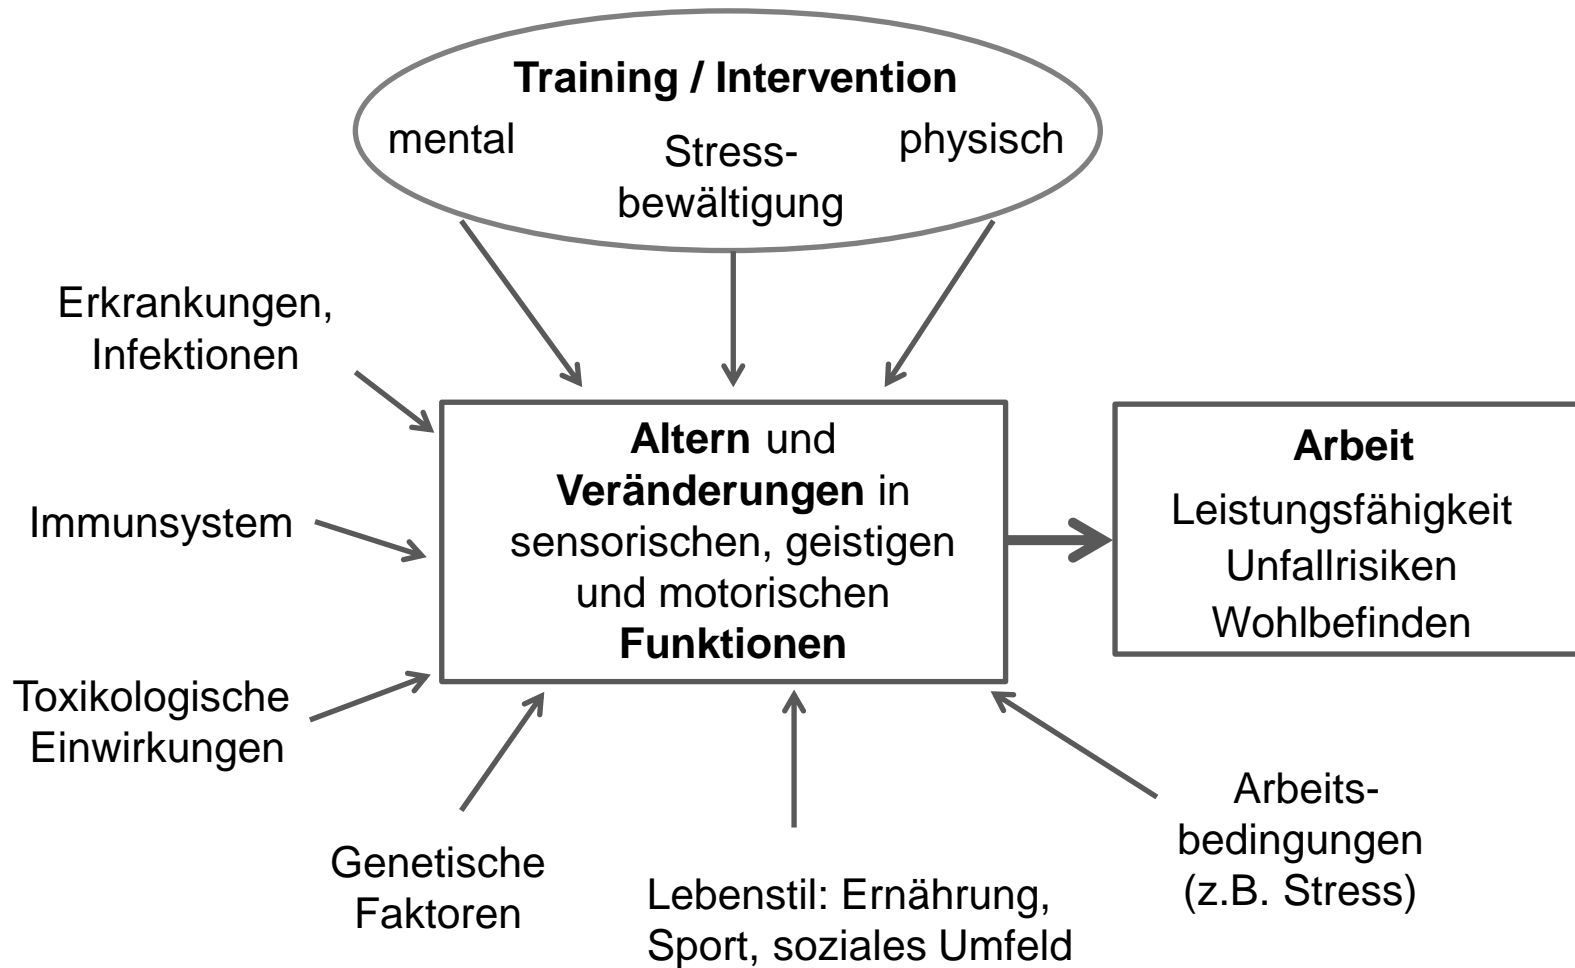 Training / Intervention
mental
Stress-
bewältigung
physisch
Erkrankungen,
Infektionen
Immunsystem
Toxikologische
Einwirkungen
Altern und
Veränderungen in
sensorischen, geistigen
und motorischen
Funktionen
Arbeit
Leistungsfähigkeit
Unfallrisiken
Wohlbefinden
Genetische
Faktoren
Lebenstil: Ernährung,
Sport, soziales Umfeld
Arbeits-
bedingungen
(z.B. Stress)